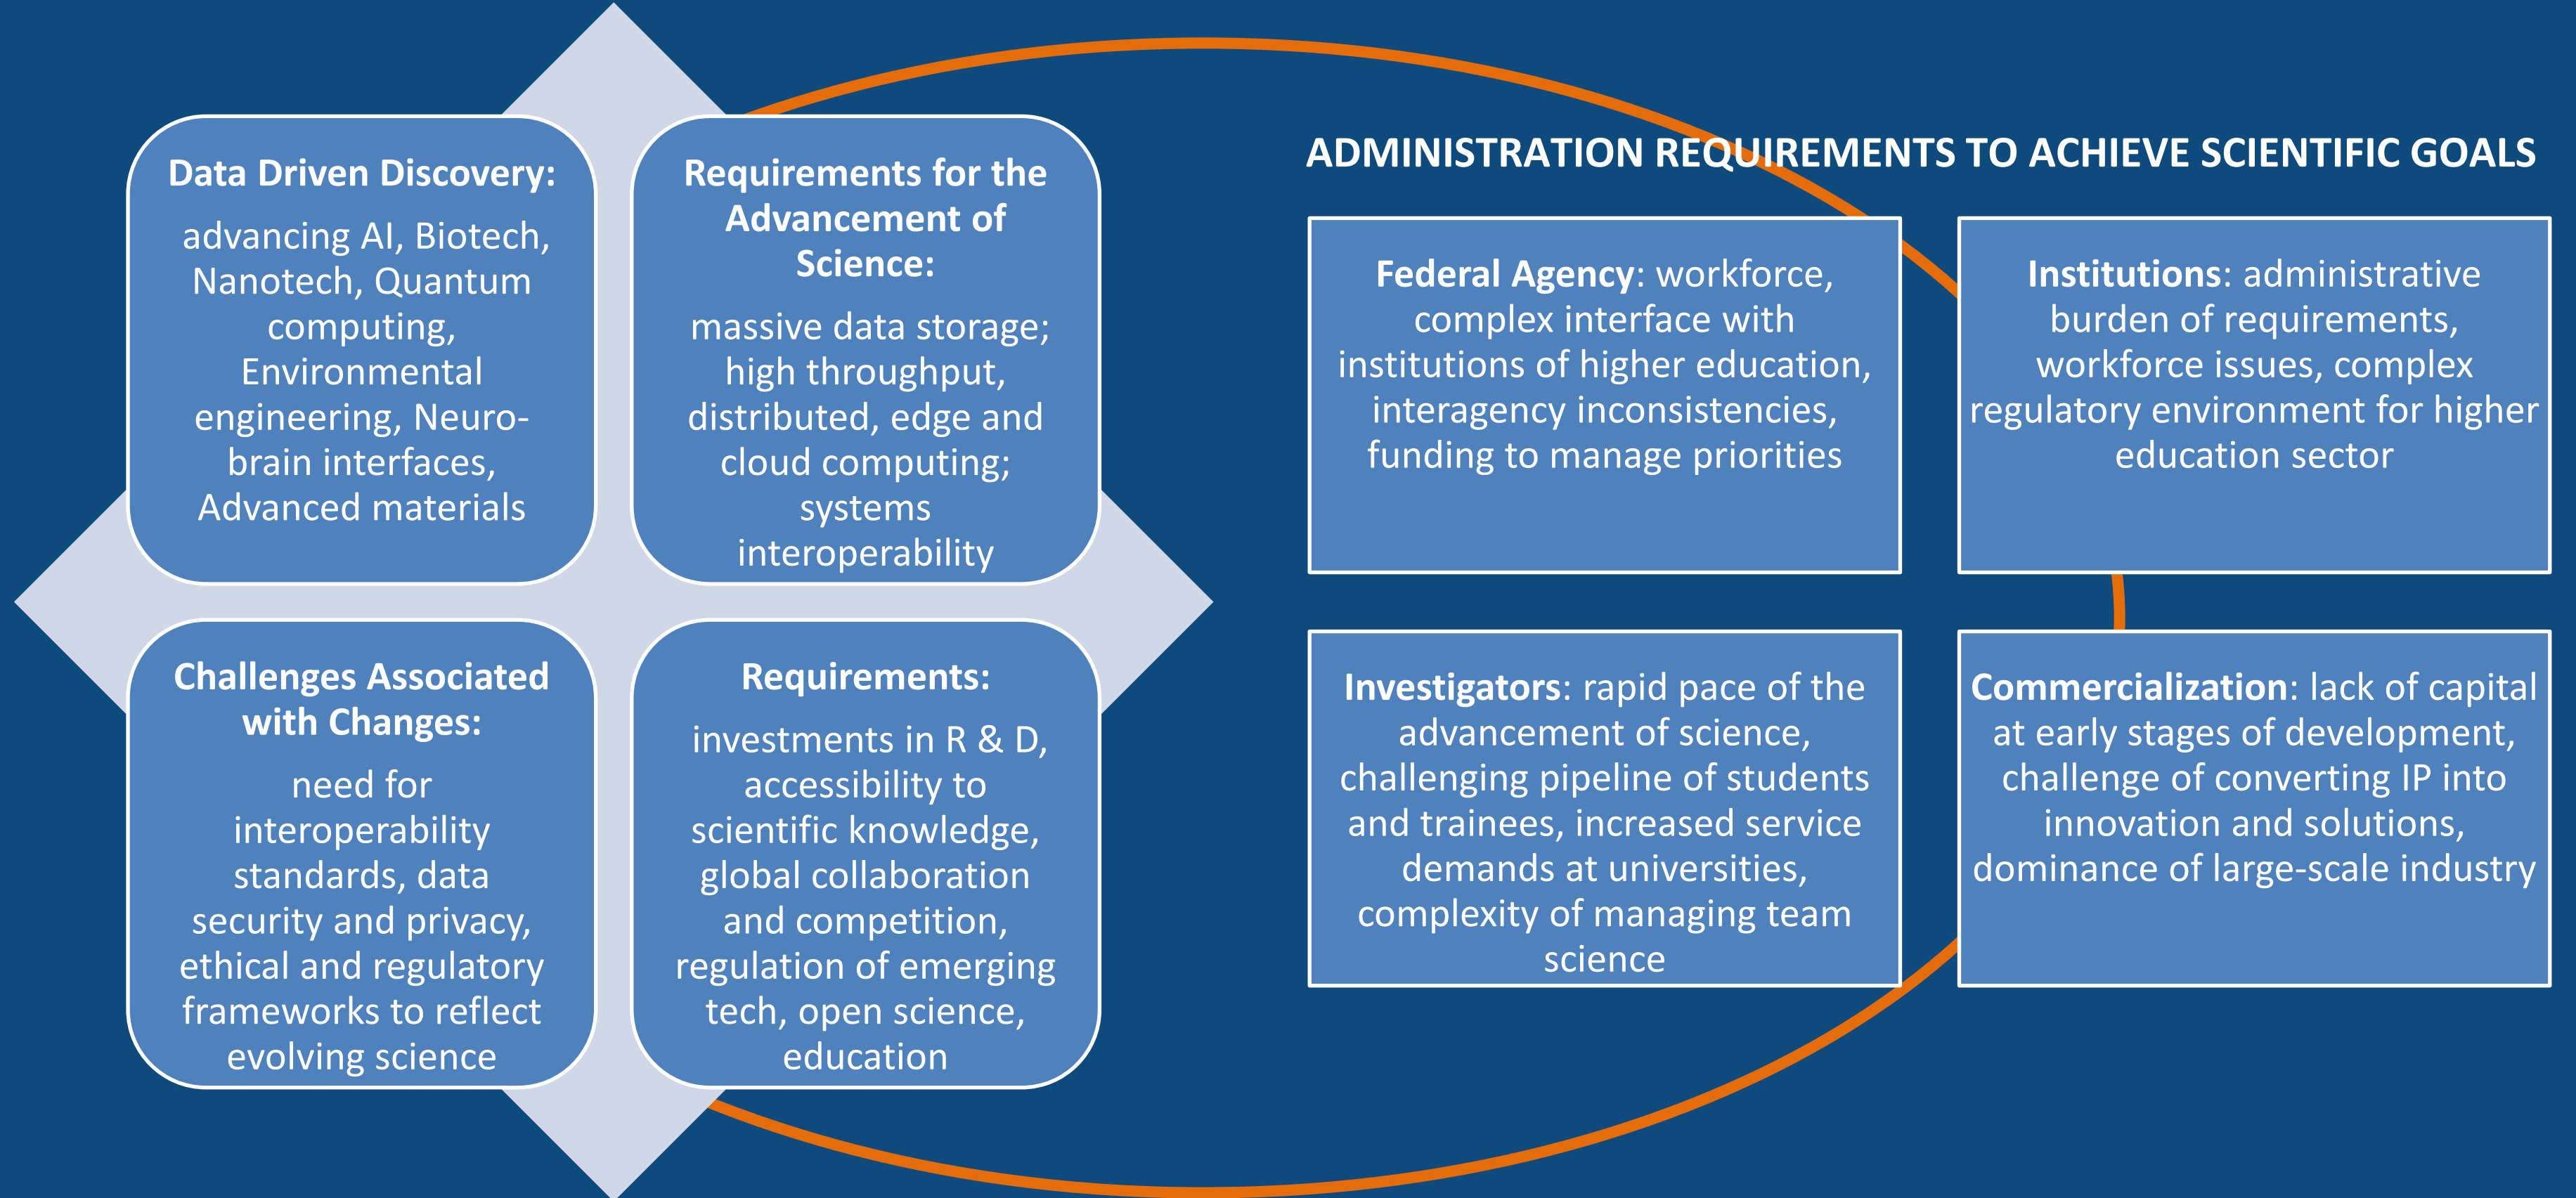 Data Driven Discovery:
advancing AI, Biotech,
Nanotech, Quantum
computing,
Environmental
engineering, Neuro-
brain interfaces,
Advanced materials
Requirements for the
Advancement of
Science:
massive data storage;
high throughput,
distributed, edge and
cloud computing;
systems
interoperability
Challenges Associated
with Changes:
need for
interoperability
standards, data
security and privacy,
ethical and regulatory
frameworks to reflect
evolving science
Requirements:
investments in R & D,
accessibility to
scientific knowledge,
global collaboration
and competition,
regulation of emerging
tech, open science,
education
ADMINISTRATION REQUIREMENTS TO ACHIEVE SCIENTIFIC GOALS
Federal Agency: workforce,
complex interface with
institutions of higher education,
interagency inconsistencies,
funding to manage priorities
Institutions: administrative
burden of requirements,
workforce issues, complex
regulatory environment for higher
education sector
Investigators: rapid pace of the
advancement of science,
challenging pipeline of students
and trainees, increased service
demands at universities,
complexity of managing team
science
Commercialization: lack of capital
at early stages of development,
challenge of converting IP into
innovation and solutions,
dominance of large-scale industry